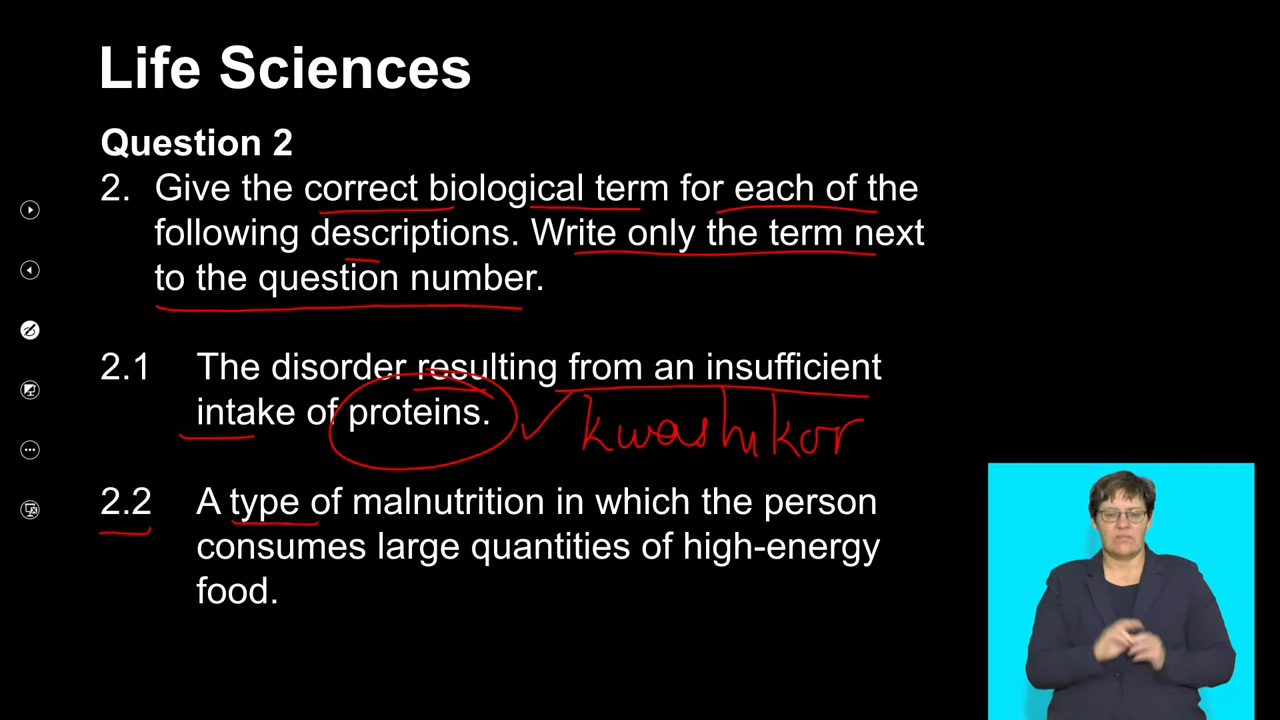 Life Sciences
Question 2
2. Give the correct biological term for each of the
following descriptions. Write only the term next
to the question number.
2.1 The disorder resulting from an insufficient
intake of proteins. kwashikor
2.2 A type of malnutrition in which the person
consumes large quantities of high-energy
food.